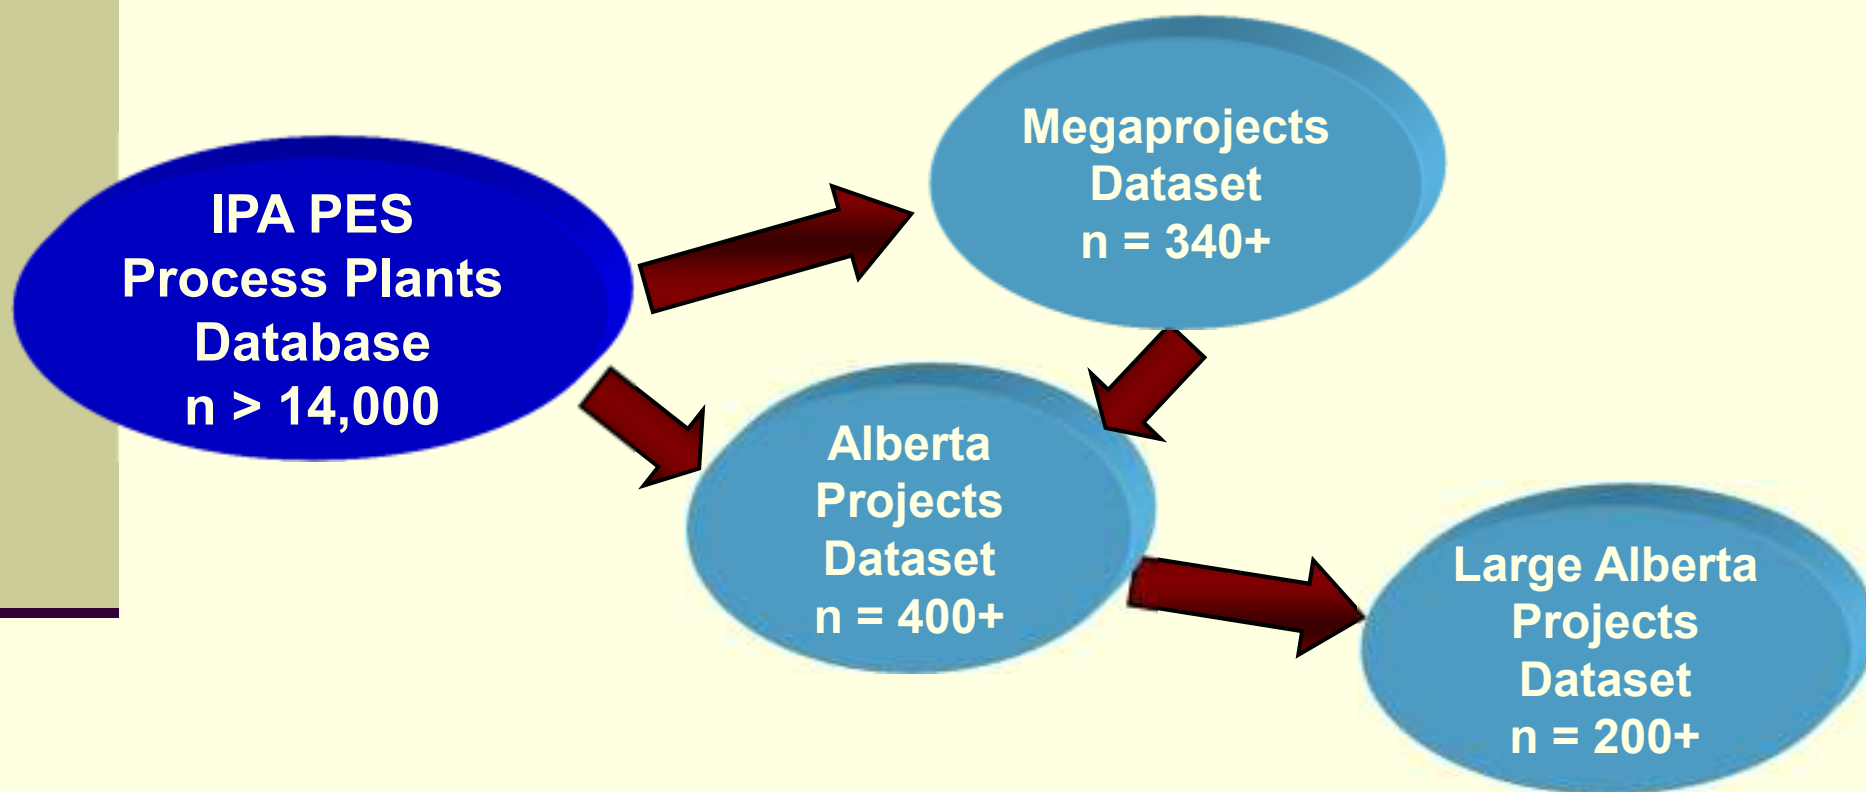 IPA PES
Process Plants
Database
n > 14,000
Megaprojects
Dataset
n = 340+
Alberta
Projects
Dataset
n = 400+
Large Alberta
Projects
Dataset
n = 200+